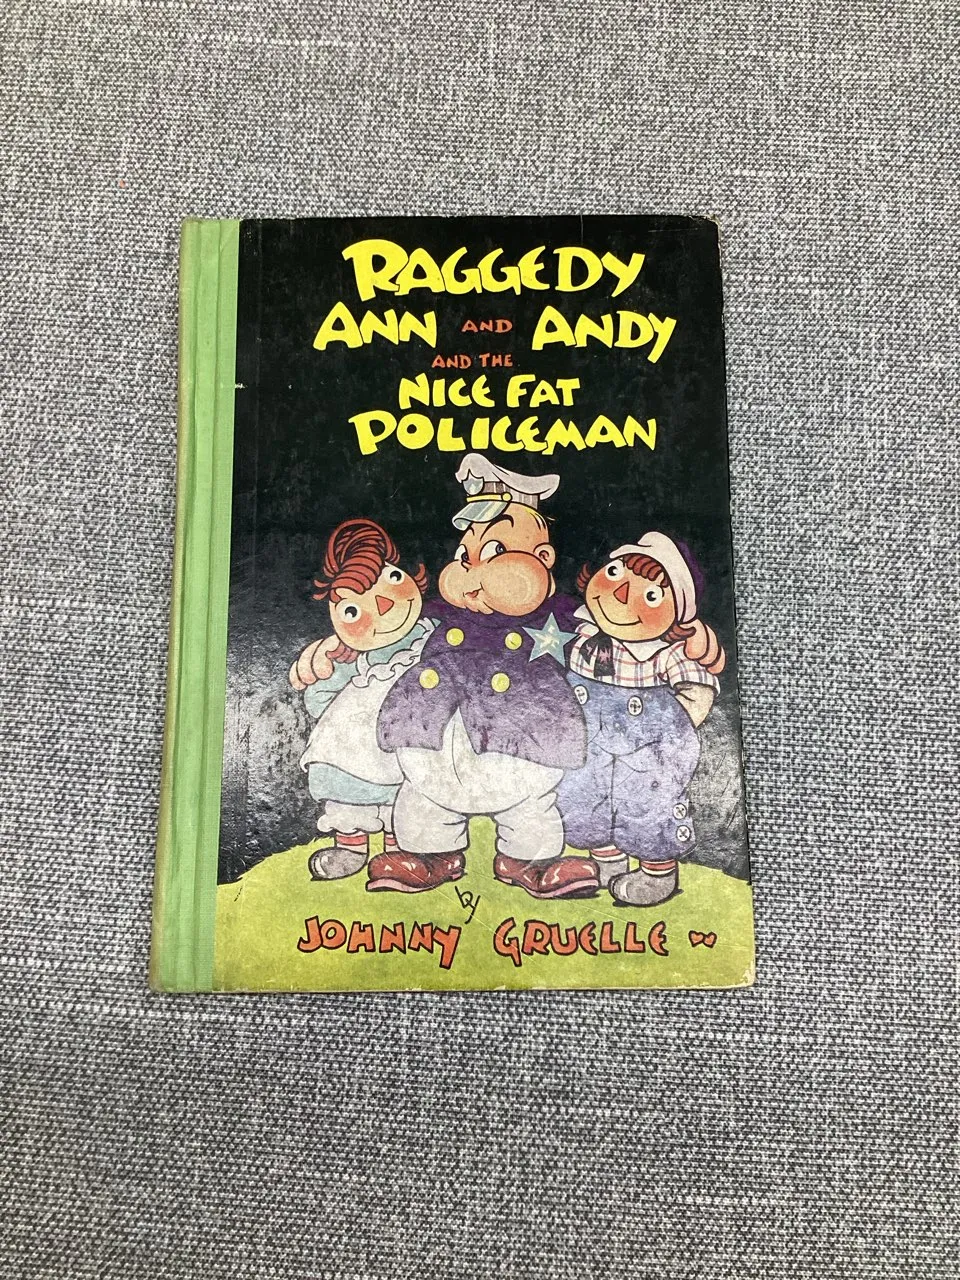 RAGGEDY
ANN AND ANDY
AND THE
NICE FAT
POLICEMAN
by
JOHNNY GRUELLE